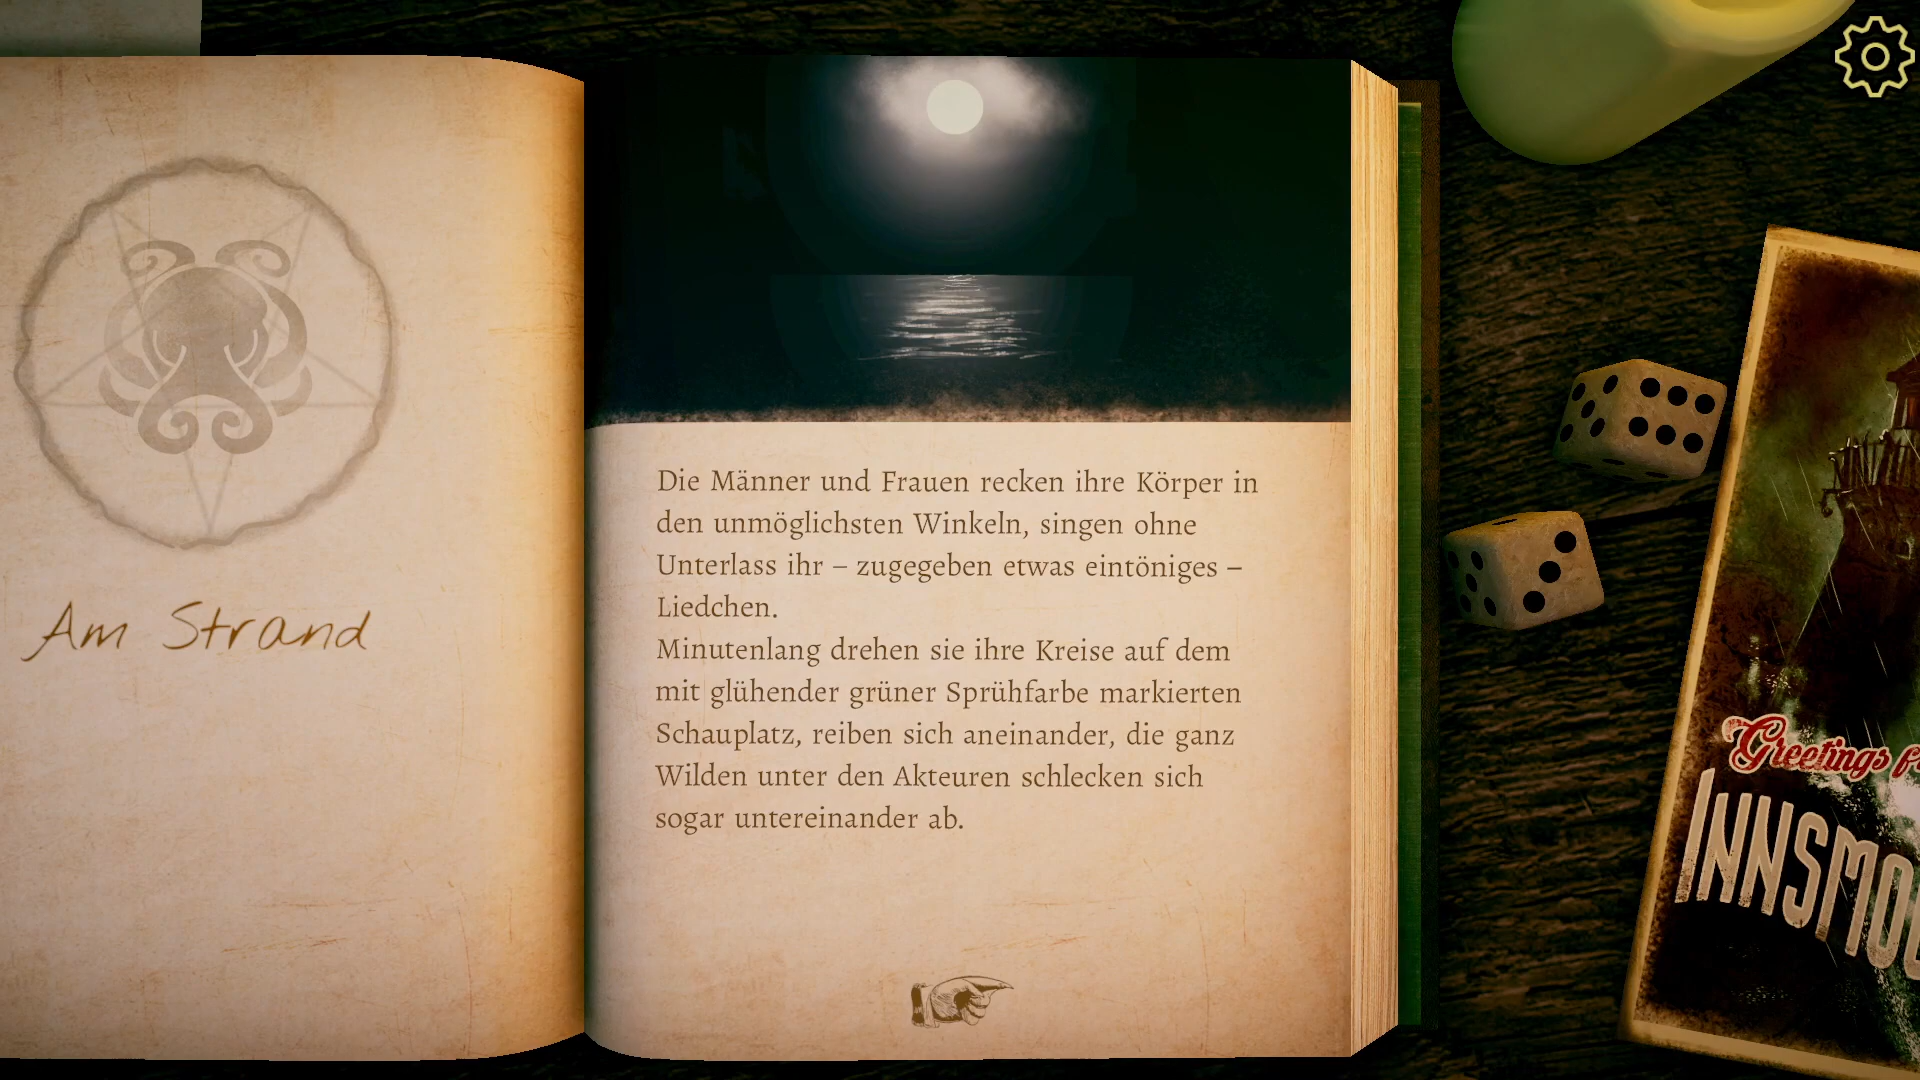 Am Strand
Die Männer und Frauen recken ihre Körper in
den unmöglichsten Winkeln, singen ohne
Unterlass ihr – zugegeben etwas eintöniges –
Liedchen.
Minutenlang drehen sie ihre Kreise auf dem
mit glühender grüner Sprühfarbe markierten
Schauplatz, reiben sich aneinander, die ganz
Wilden unter den Akteuren schlecken sich
sogar untereinander ab.
Greetings